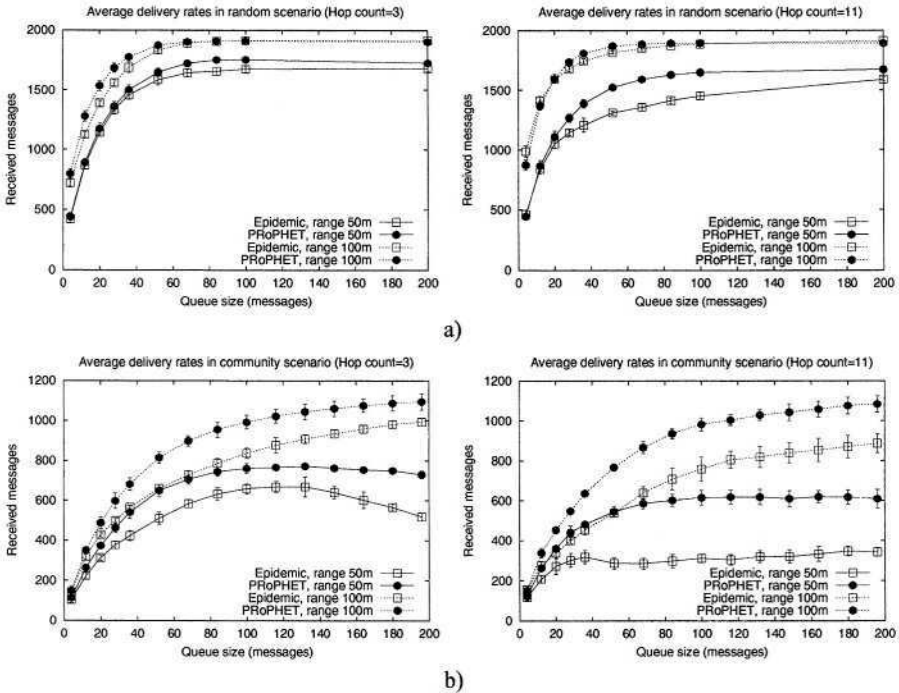 Average delivery rates in random scenario (Hop count=3)
2000
1500
1000
500
0
Received messages
Epidemic, range 50m
PRoPHET, range 50m
Epidemic, range 100m
PRoPHET, range 100m
0 20 40 60 80 100 120 140 160 180 200
Queue size (messages)
Average delivery rates in random scenario (Hop count=11)
2000
1500
1000
500
0
Received messages
Epidemic, range 50m
PRoPHET, range 50m
Epidemic, range 100m
PRoPHET, range 100m
0 20 40 60 80 100 120 140 160 180 200
Queue size (messages)
a)
Average delivery rates in community scenario (Hop count=3)
1200
1000
800
600
400
200
0
Received messages
Epidemic, range 50m
PRoPHET, range 50m
Epidemic, range 100m
PRoPHET, range 100m
0 20 40 60 80 100 120 140 160 180 200
Queue size (messages)
Average delivery rates in community scenario (Hop count=11)
1200
1000
800
600
400
200
0
Received messages
Epidemic, range 50m
PRoPHET, range 50m
Epidemic, range 100m
PRoPHET, range 100m
0 20 40 60 80 100 120 140 160 180 200
Queue size (messages)
b)